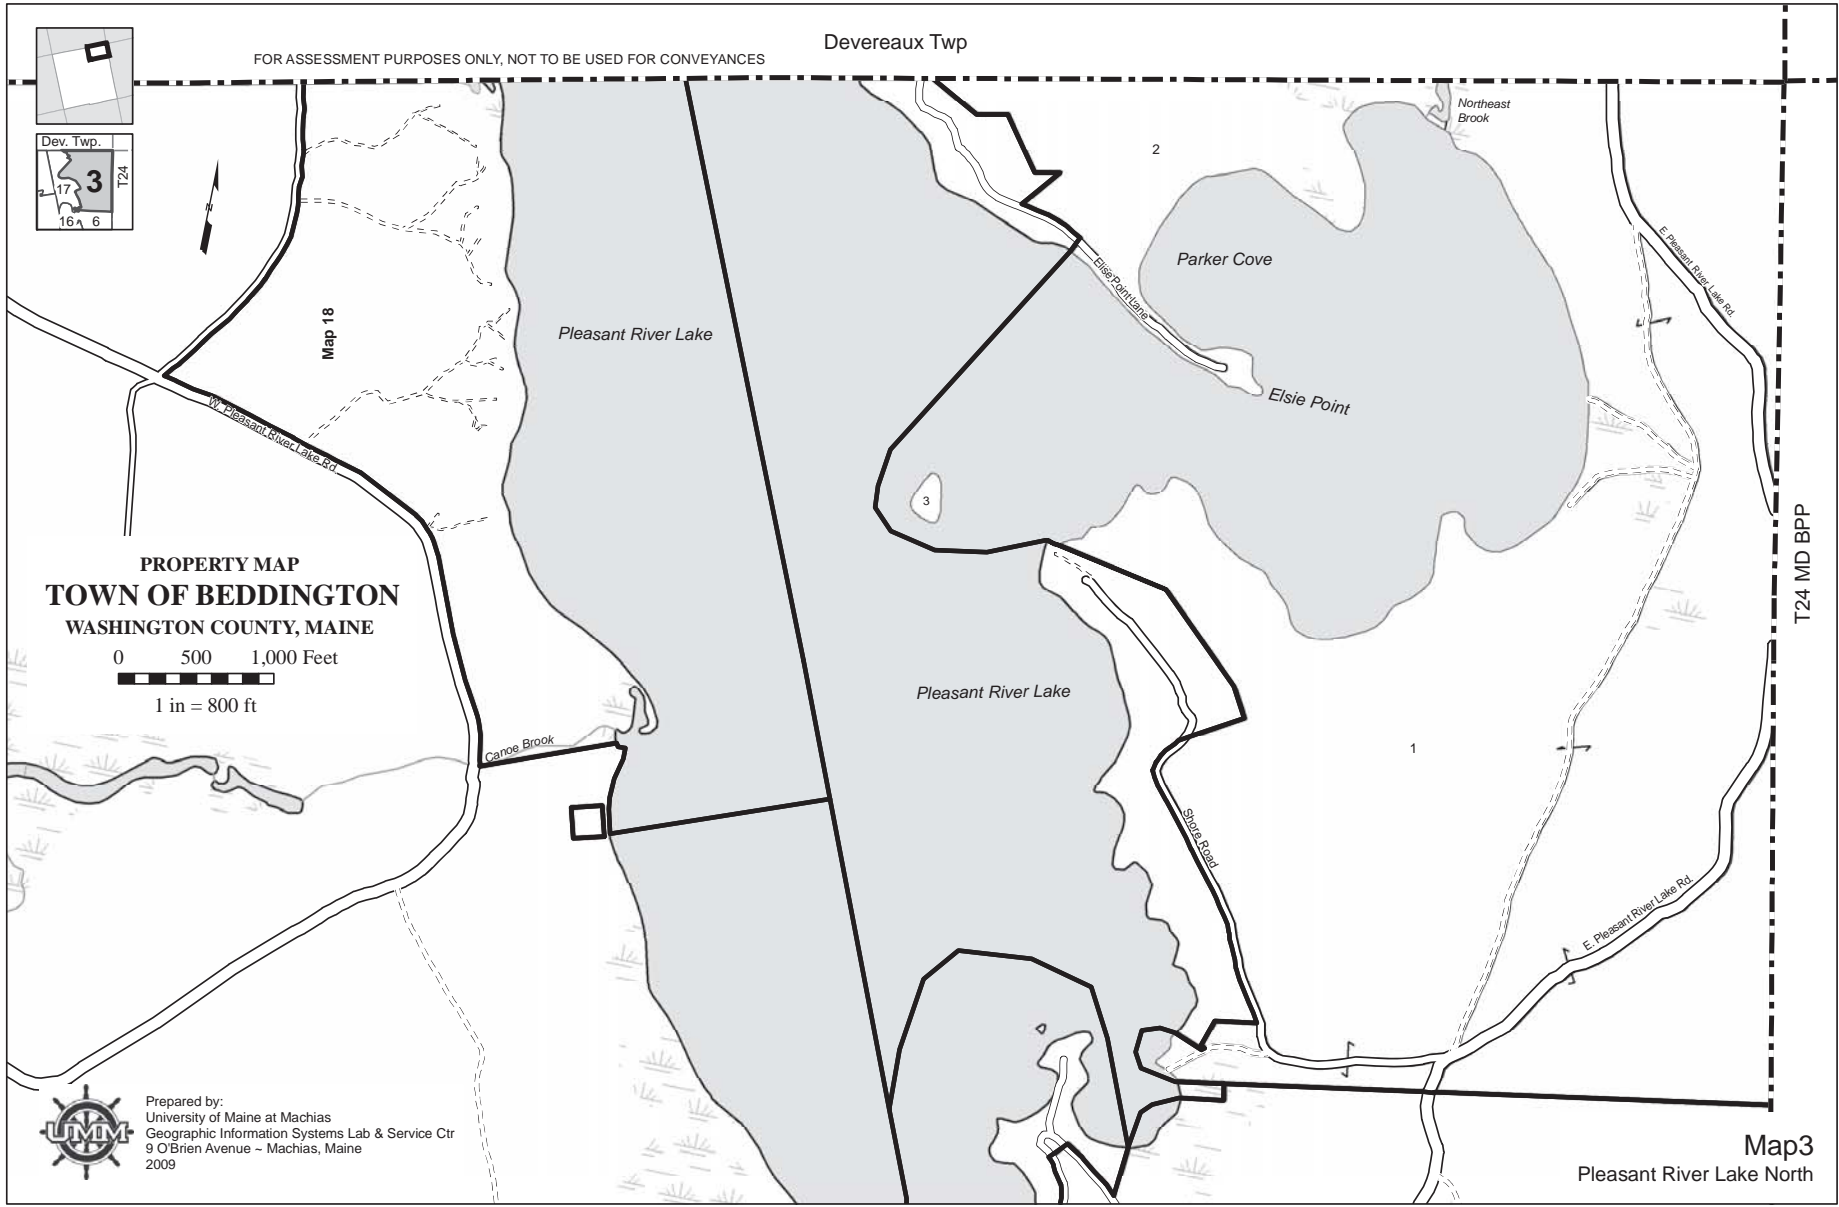 Devereaux Twp
FOR ASSESSMENT PURPOSES ONLY, NOT TO BE USED FOR CONVEYANCES
Dev. Twp.
17
3
T24
16
6
N
Northeast
Brook
2
Parker Cove
E. Pleasant River Lake Rd.
Elise Point Lane
Map 18
Pleasant River Lake
Elsie Point
W. Pleasant River Lake Rd.
3
T24 MD BPP
PROPERTY MAP
TOWN OF BEDDINGTON
WASHINGTON COUNTY, MAINE
0 500 1,000 Feet
1 in = 800 ft
Pleasant River Lake
Canoe Brook
1
Shore Road
E. Pleasant River Lake Rd.
UMM
Prepared by:
University of Maine at Machias
Geographic Information Systems Lab & Service Ctr
9 O'Brien Avenue ~ Machias, Maine
2009
Map3
Pleasant River Lake North